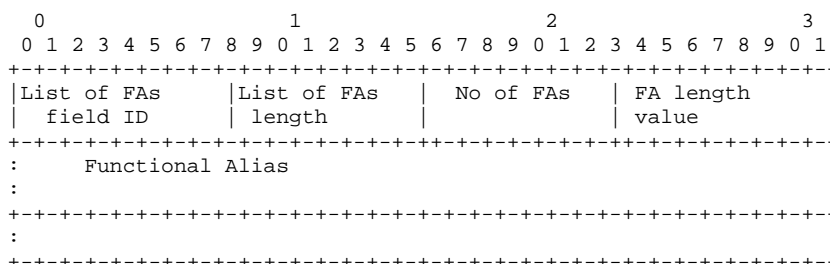 0                   1                   2                   3
0 1 2 3 4 5 6 7 8 9 0 1 2 3 4 5 6 7 8 9 0 1 2 3 4 5 6 7 8 9 0 1
+-+-+-+-+-+-+-+-+-+-+-+-+-+-+-+-+-+-+-+-+-+-+-+-+-+-+-+-+-+-+-+-
|List of FAs     |List of FAs   |  No of FAs   | FA length
|  field ID      | length       |              | value
+-+-+-+-+-+-+-+-+-+-+-+-+-+-+-+-++-+-+-+-+-+-+-++-+-+-+-+-+-+-+-
:     Functional Alias
:
+-+-+-+-+-+-+-+-+-+-+-+-+-+-+-+-+-+-+-+-+-+-+-+-+-+-+-+-+-+-+-+-
:
+-+-+-+-+-+-+-+-+-+-+-+-+-+-+-+-+-+-+-+-+-+-+-+-+-+-+-+-+-+-+-+-